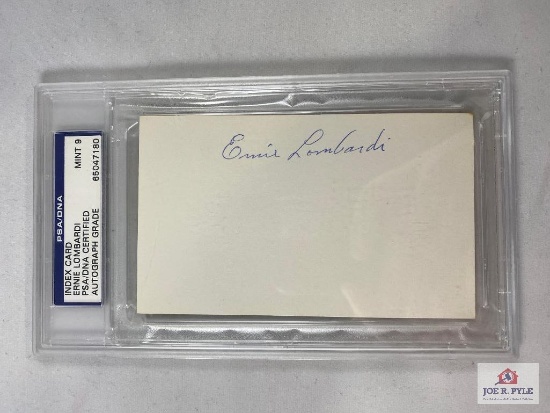 PSA/DNA
INDEX CARD
ERNIE LOMBARDI
PSA/DNA CERTIFIED
AUTOGRAPH GRADE
MINT 9
65047180
Ernie Lombardi
JOE R. PYLE